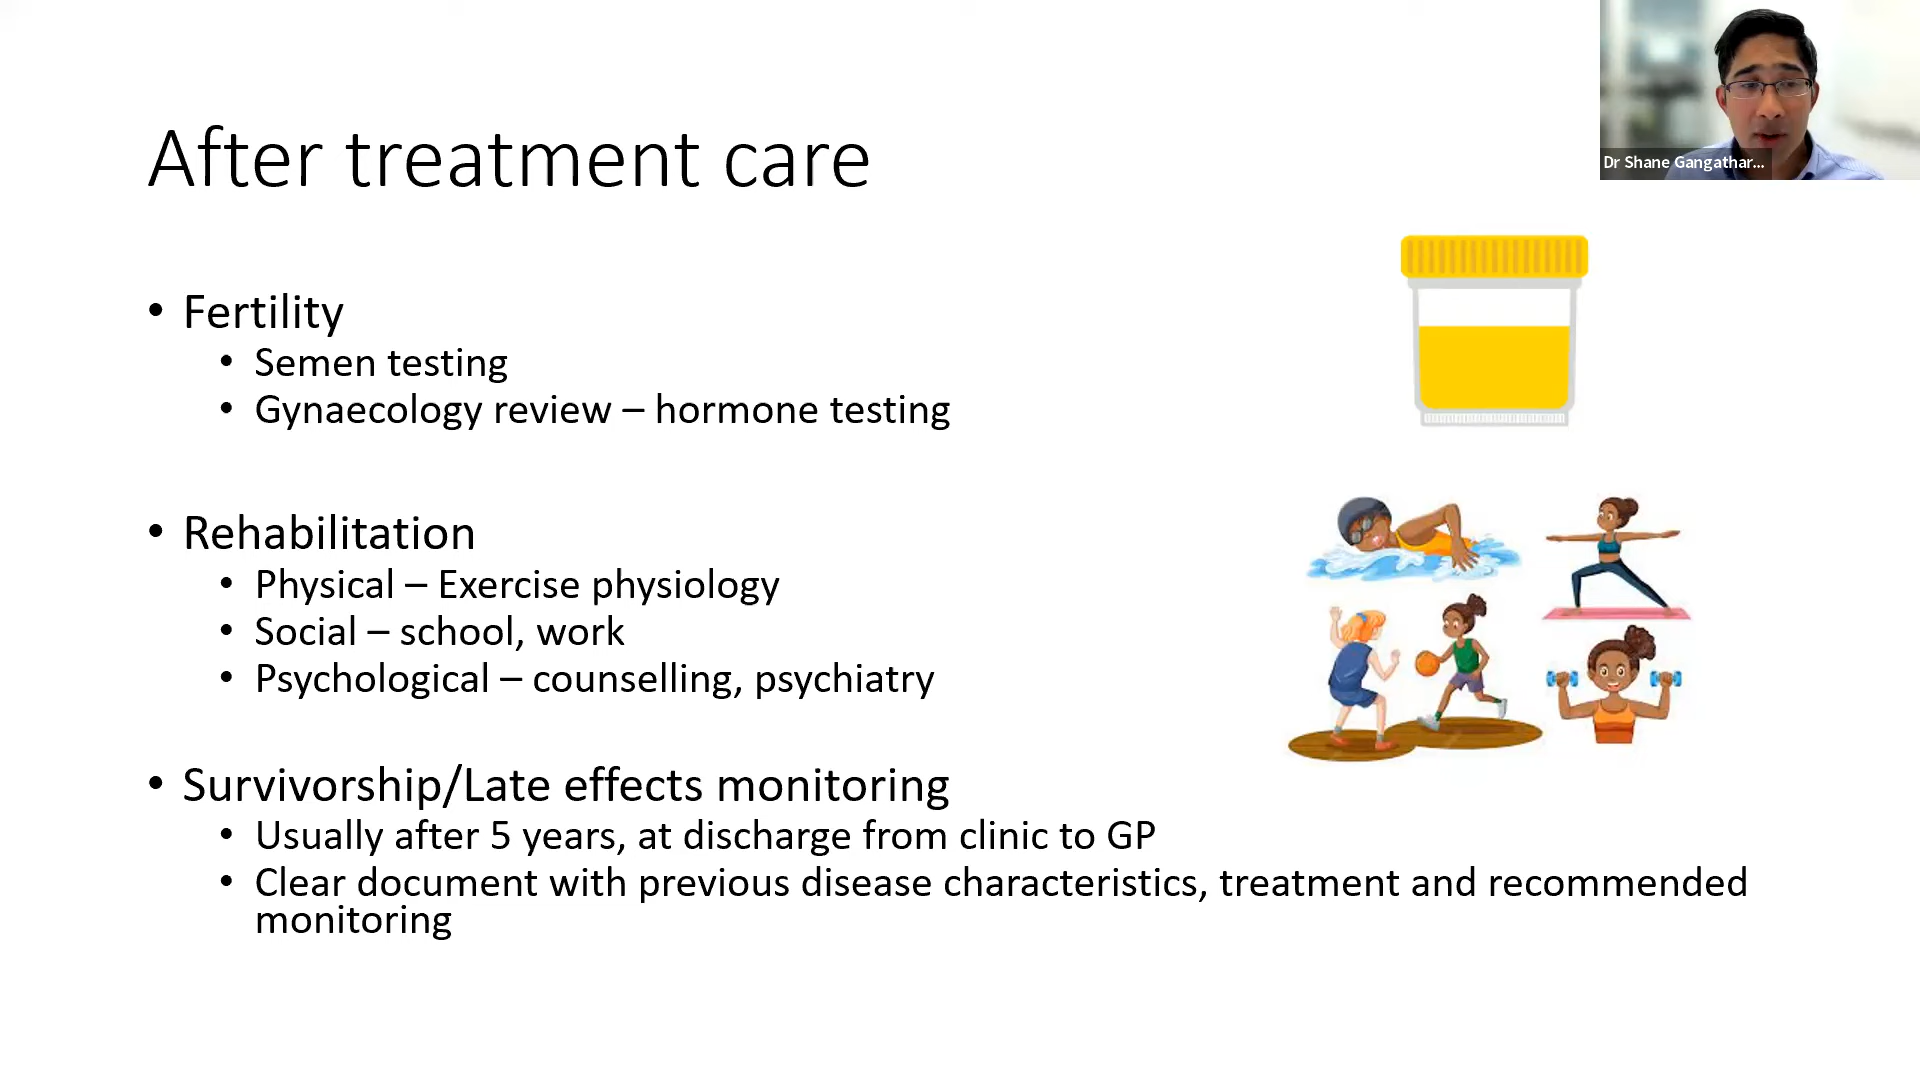 Dr Shane Gangathar...
After treatment care
• Fertility
• Semen testing
• Gynaecology review – hormone testing
• Rehabilitation
• Physical – Exercise physiology
• Social – school, work
• Psychological – counselling, psychiatry
• Survivorship/Late effects monitoring
• Usually after 5 years, at discharge from clinic to GP
• Clear document with previous disease characteristics, treatment and recommended
monitoring